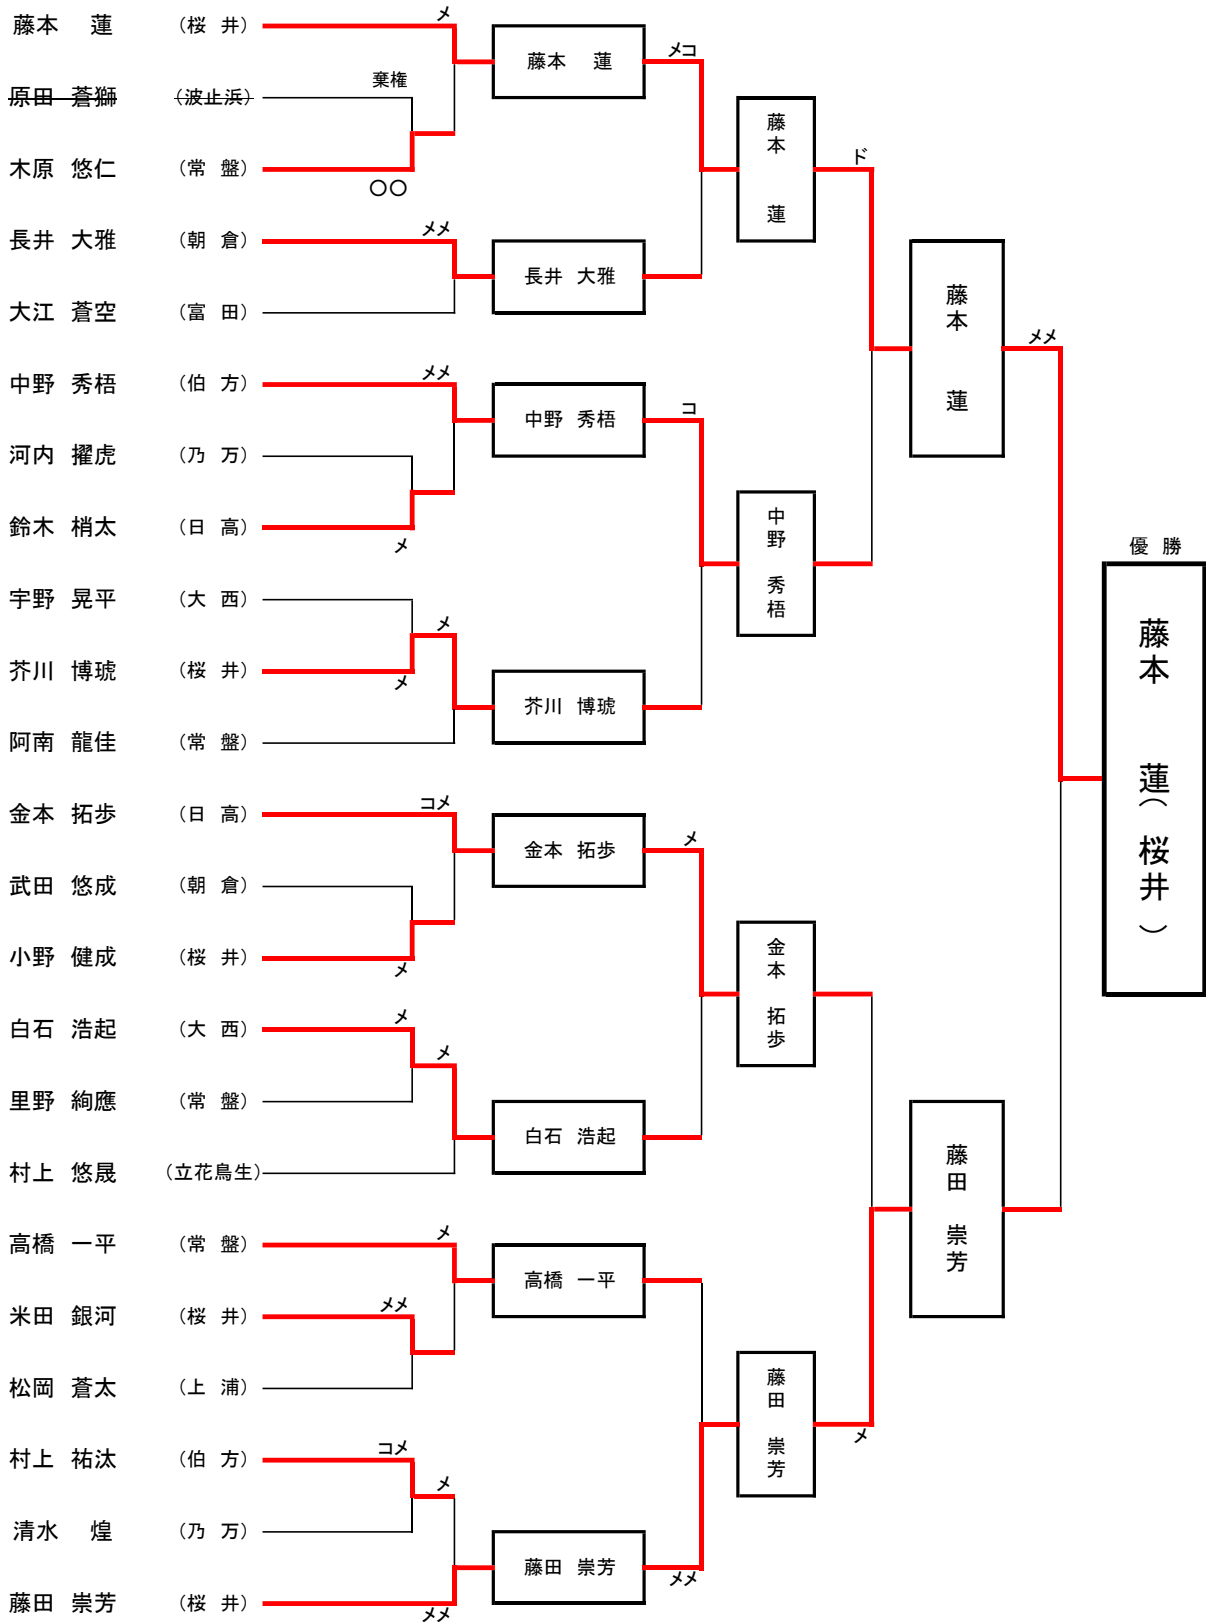 藤本 蓮 (桜 井) メ
原田 蒼獅 (波止浜) 棄権
木原 悠仁 (常 盤) 〇〇
長井 大雅 (朝 倉) メメ
大江 蒼空 (富 田)
中野 秀梧 (伯 方) メメ
河内 擢虎 (乃 万)
鈴木 梢太 (日 高) メ
宇野 晃平 (大 西)
芥川 博琥 (桜 井) メ メ
阿南 龍佳 (常 盤)
金本 拓歩 (日 高) コメ
武田 悠成 (朝 倉)
小野 健成 (桜 井) メ
白石 浩起 (大 西) メ メ
里野 絢應 (常 盤)
村上 悠晟 (立花鳥生)
高橋 一平 (常 盤) メ
米田 銀河 (桜 井) メメ
松岡 蒼太 (上 浦)
村上 祐汰 (伯 方) コメ メ
清水 煌 (乃 万)
藤田 崇芳 (桜 井) メメ
藤本 蓮 メコ
長井 大雅
中野 秀梧 コ
芥川 博琥
金本 拓歩 メ
白石 浩起
高橋 一平
藤田 崇芳 メメ
藤本 蓮 ド
中野 秀梧
金本 拓歩
藤田 崇芳 メ
藤本 蓮 メメ
藤田 崇芳
優 勝
藤本 蓮(桜井)